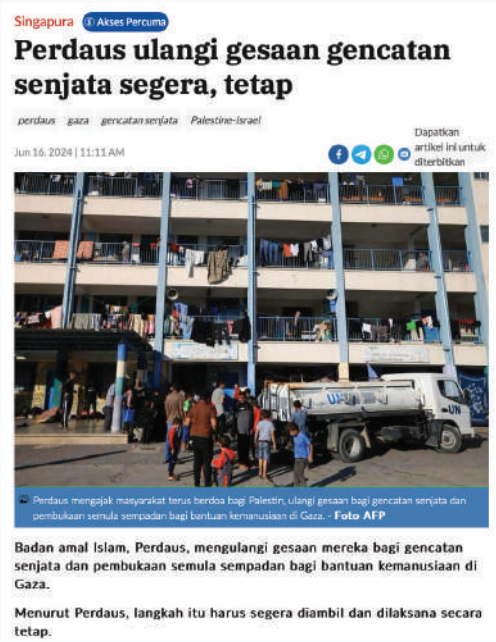 Singapura Akses Percuma
Perdaus ulangi gesaan gencatan
senjata segera, tetap
perdaus gaza gencatan senjata Palestine-Israel
Jun 16, 2024 | 11:11 AM
Dapatkan
artikel ini untuk
diterbitkan
UN
Perdaus mengajak masyarakat terus berdoa bagi Palestin, ulangi gesaan bagi gencatan senjata dan
pembukaan semula sempadan bagi bantuan kemanusiaan di Gaza. - Foto AFP
Badan amal Islam, Perdaus, mengulangi gesaan mereka bagi gencatan
senjata dan pembukaan semula sempadan bagi bantuan kemanusiaan di
Gaza.
Menurut Perdaus, langkah itu harus segera diambil dan dilaksana secara
tetap.